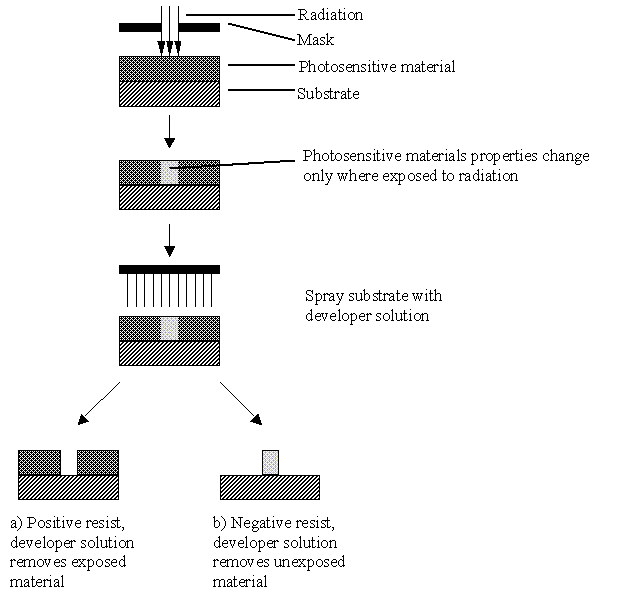 Radiation
Mask
Photosensitive material
Substrate
Photosensitive materials properties change
only where exposed to radiation
Spray substrate with
developer solution
a) Positive resist,
developer solution
removes exposed
material
b) Negative resist,
developer solution
removes unexposed
material